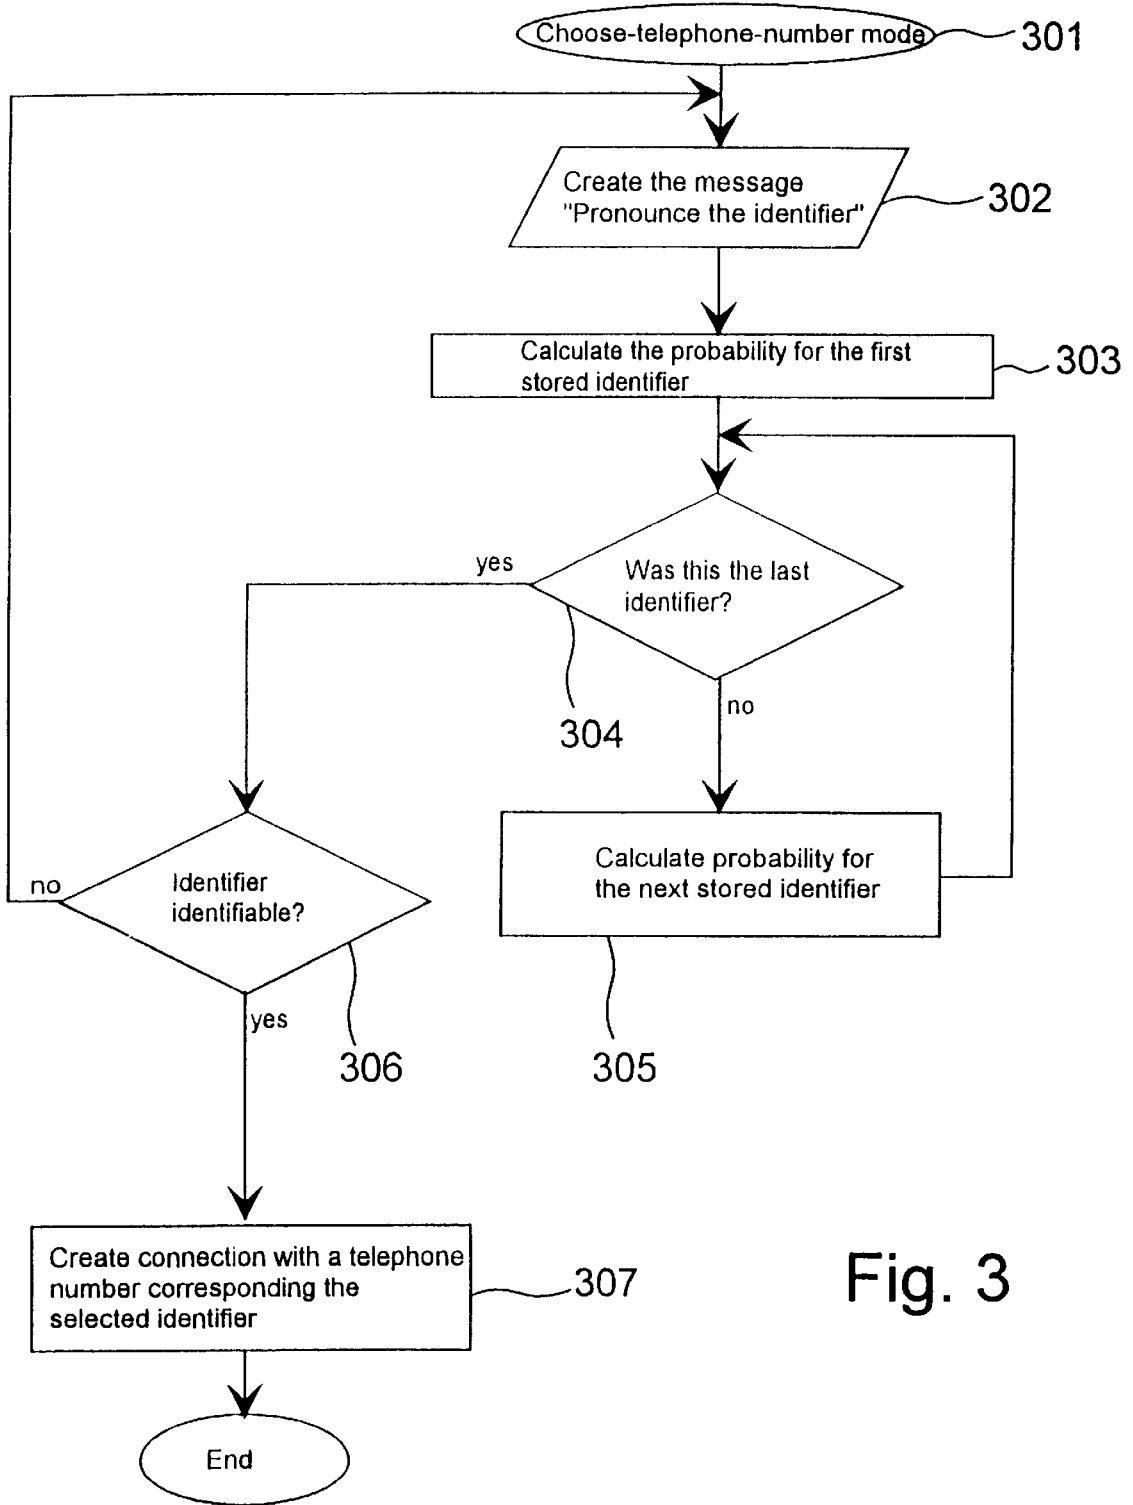 Choose-telephone-number mode
301
Create the message
"Pronounce the identifier"
302
Calculate the probability for the first
stored identifier
303
yes
Was this the last
identifier?
304
no
no
Identifier
identifiable?
Calculate probability for
the next stored identifier
yes
306
305
Create connection with a telephone
number corresponding the
selected identifier
307
Fig. 3
End